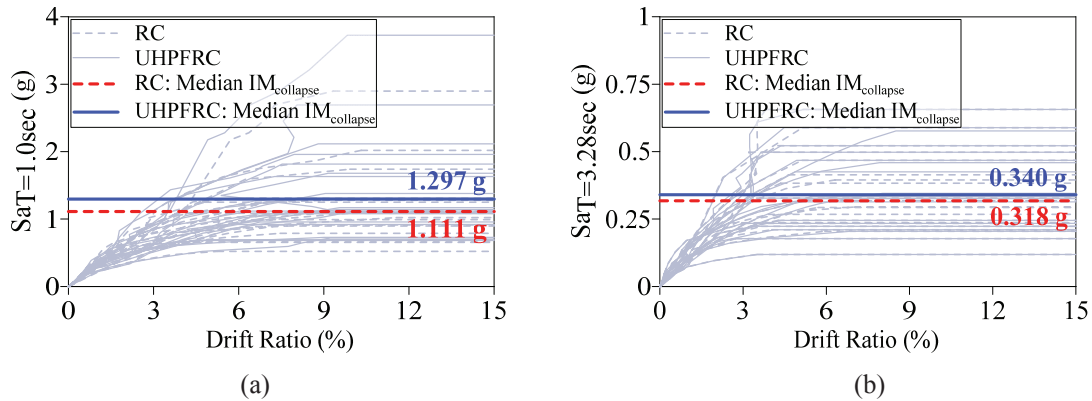 4
3
2
1
0
SaT=1.0sec (g)
RC
UHPFRC
RC: Median IMcollapse
UHPFRC: Median IMcollapse
1.297 g
1.111 g
0 3 6 9 12 15
Drift Ratio (%)
(a)
1
0.75
0.5
0.25
0
SaT=3.28sec (g)
RC
UHPFRC
RC: Median IMcollapse
UHPFRC: Median IMcollapse
0.340 g
0.318 g
0 3 6 9 12 15
Drift Ratio (%)
(b)